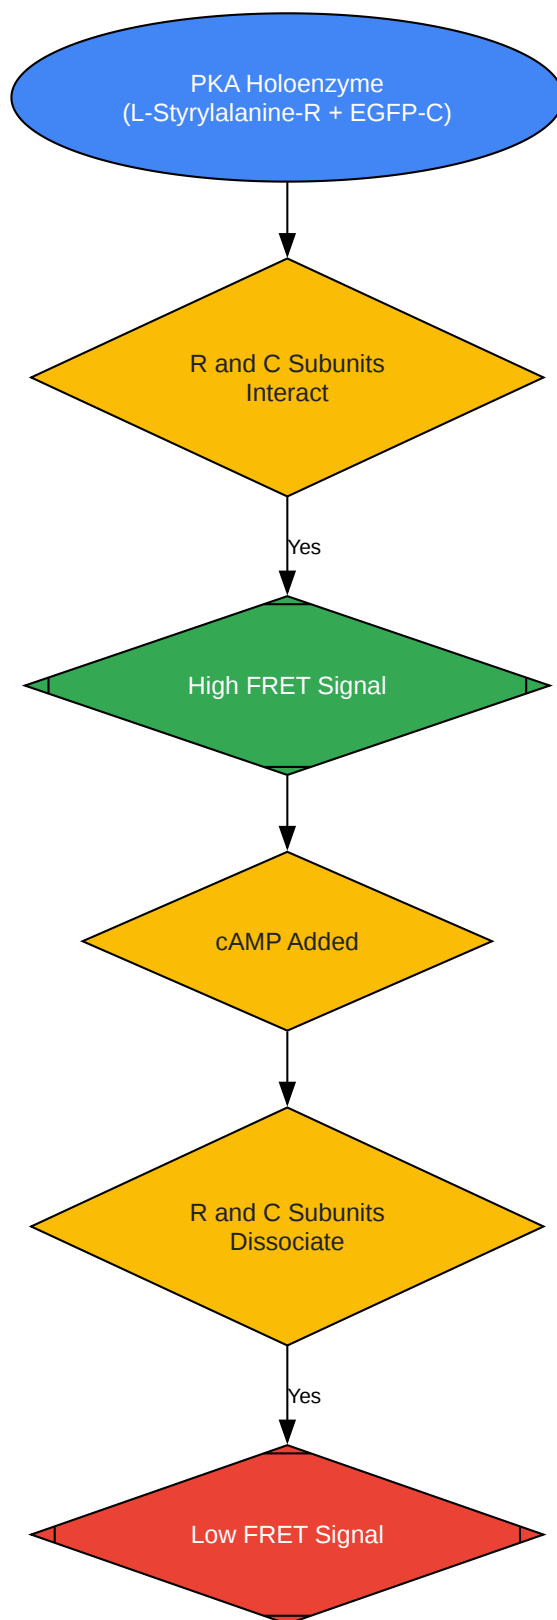 PKA Holoenzyme
(L-Styrylalanine-R + EGFP-C)
R and C Subunits
Interact
Yes
High FRET Signal
cAMP Added
R and C Subunits
Dissociate
Yes
Low FRET Signal